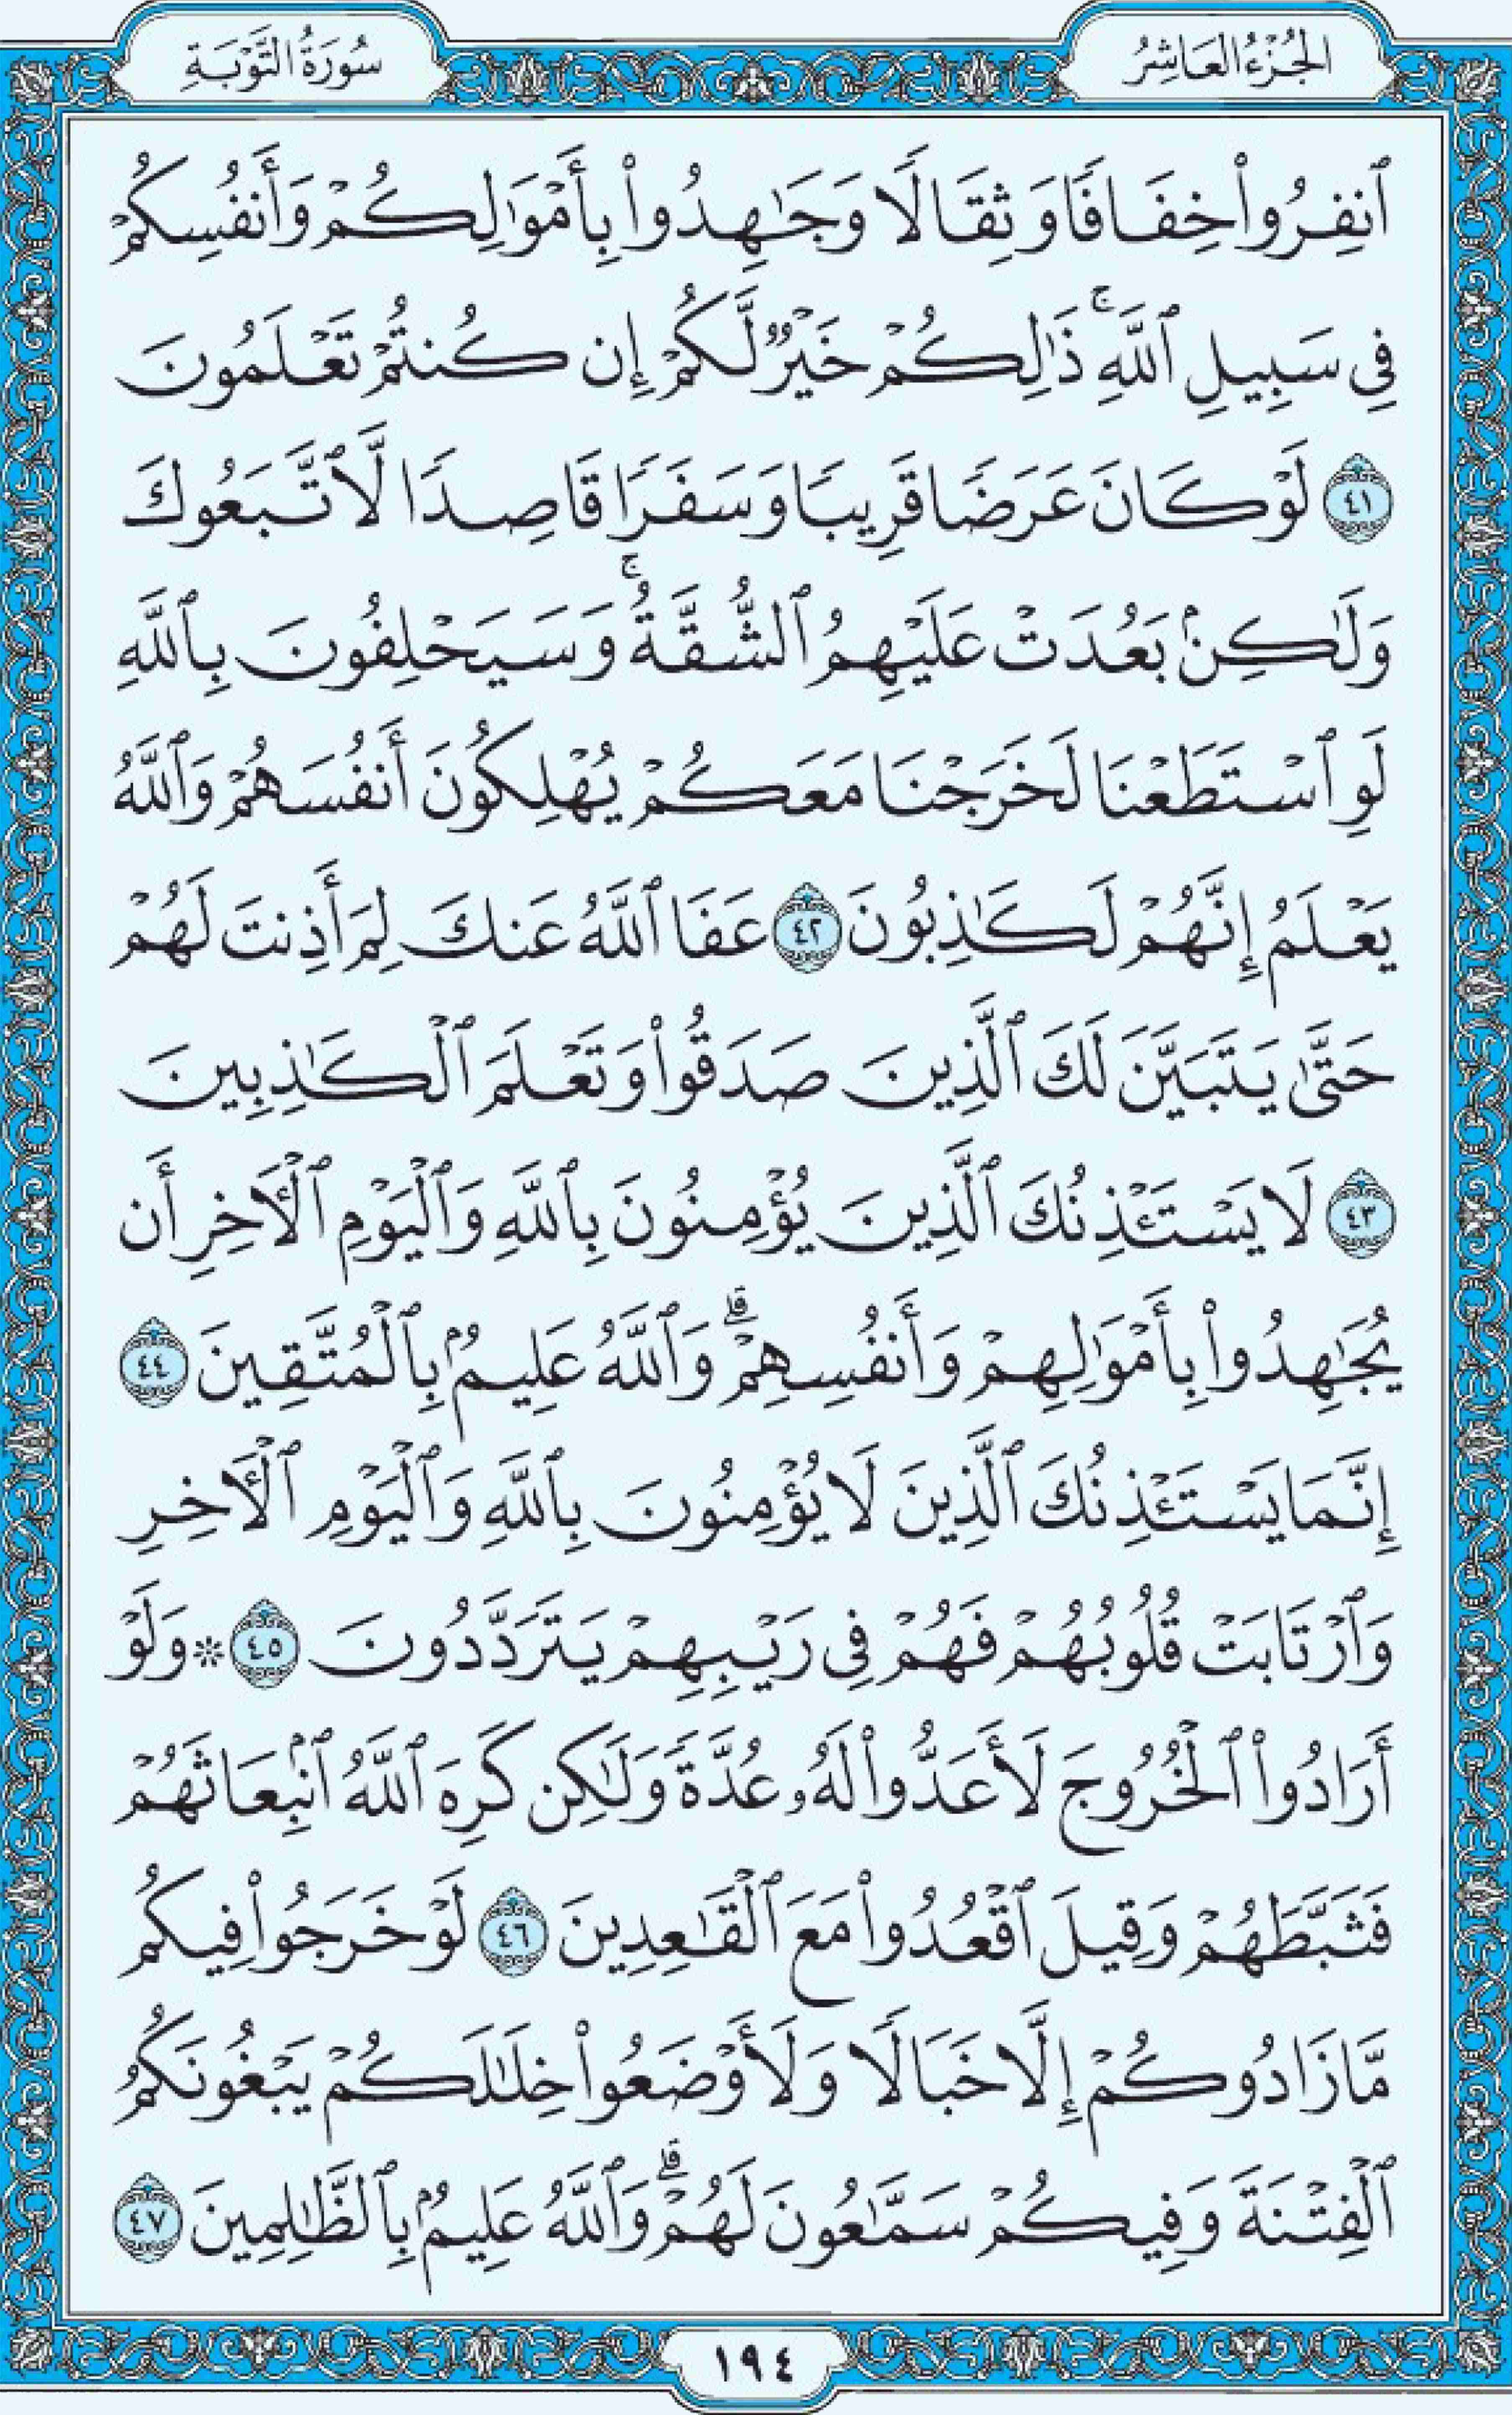 الجُزْءُ العَاشِرُ
سُورَةُ التَّوْبَةِ
ٱنفِرُوا۟ خِفَافًا وَثِقَالًا وَجَٰهِدُوا۟ بِأَمْوَٰلِكُمْ وَأَنفُسِكُمْ
فِى سَبِيلِ ٱللَّهِ ۚ ذَٰلِكُمْ خَيْرٌ لَّكُمْ إِن كُنتُمْ تَعْلَمُونَ
٤١ لَوْ كَانَ عَرَضًا قَرِيبًا وَسَفَرًا قَاصِدًا لَّٱتَّبَعُوكَ
وَلَٰكِنۢ بَعُدَتْ عَلَيْهِمُ ٱلشُّقَّةُ ۚ وَسَيَحْلِفُونَ بِٱللَّهِ
لَوِ ٱسْتَطَعْنَا لَخَرَجْنَا مَعَكُمْ يُهْلِكُونَ أَنفُسَهُمْ وَٱللَّهُ
يَعْلَمُ إِنَّهُمْ لَكَٰذِبُونَ ٤٢ عَفَا ٱللَّهُ عَنكَ لِمَ أَذِنتَ لَهُمْ
حَتَّىٰ يَتَبَيَّنَ لَكَ ٱلَّذِينَ صَدَقُوا۟ وَتَعْلَمَ ٱلْكَٰذِبِينَ
٤٣ لَا يَسْتَـْٔذِنُكَ ٱلَّذِينَ يُؤْمِنُونَ بِٱللَّهِ وَٱلْيَوْمِ ٱلْـَٔاخِرِ أَن
يُجَٰهِدُوا۟ بِأَمْوَٰلِهِمْ وَأَنفُسِهِمْ ۗ وَٱللَّهُ عَلِيمٌۢ بِٱلْمُتَّقِينَ ٤٤
إِنَّمَا يَسْتَـْٔذِنُكَ ٱلَّذِينَ لَا يُؤْمِنُونَ بِٱللَّهِ وَٱلْيَوْمِ ٱلْـَٔاخِرِ
وَٱرْتَابَتْ قُلُوبُهُمْ فَهُمْ فِى رَيْبِهِمْ يَتَرَدَّدُونَ ٤٥ * وَلَوْ
أَرَادُوا۟ ٱلْخُرُوجَ لَأَعَدُّوا۟ لَهُۥ عُدَّةً وَلَٰكِن كَرِهَ ٱللَّهُ ٱنۢبِعَاثَهُمْ
فَثَبَّطَهُمْ وَقِيلَ ٱقْعُدُوا۟ مَعَ ٱلْقَٰعِدِينَ ٤٦ لَوْ خَرَجُوا۟ فِيكُم
مَّا زَادُوكُمْ إِلَّا خَبَالًا وَلَأَوْضَعُوا۟ خِلَٰلَكُمْ يَبْغُونَكُمُ
ٱلْفِتْنَةَ وَفِيكُمْ سَمَّٰعُونَ لَهُمْ ۗ وَٱللَّهُ عَلِيمٌۢ بِٱلظَّٰلِمِينَ ٤٧
١٩٤